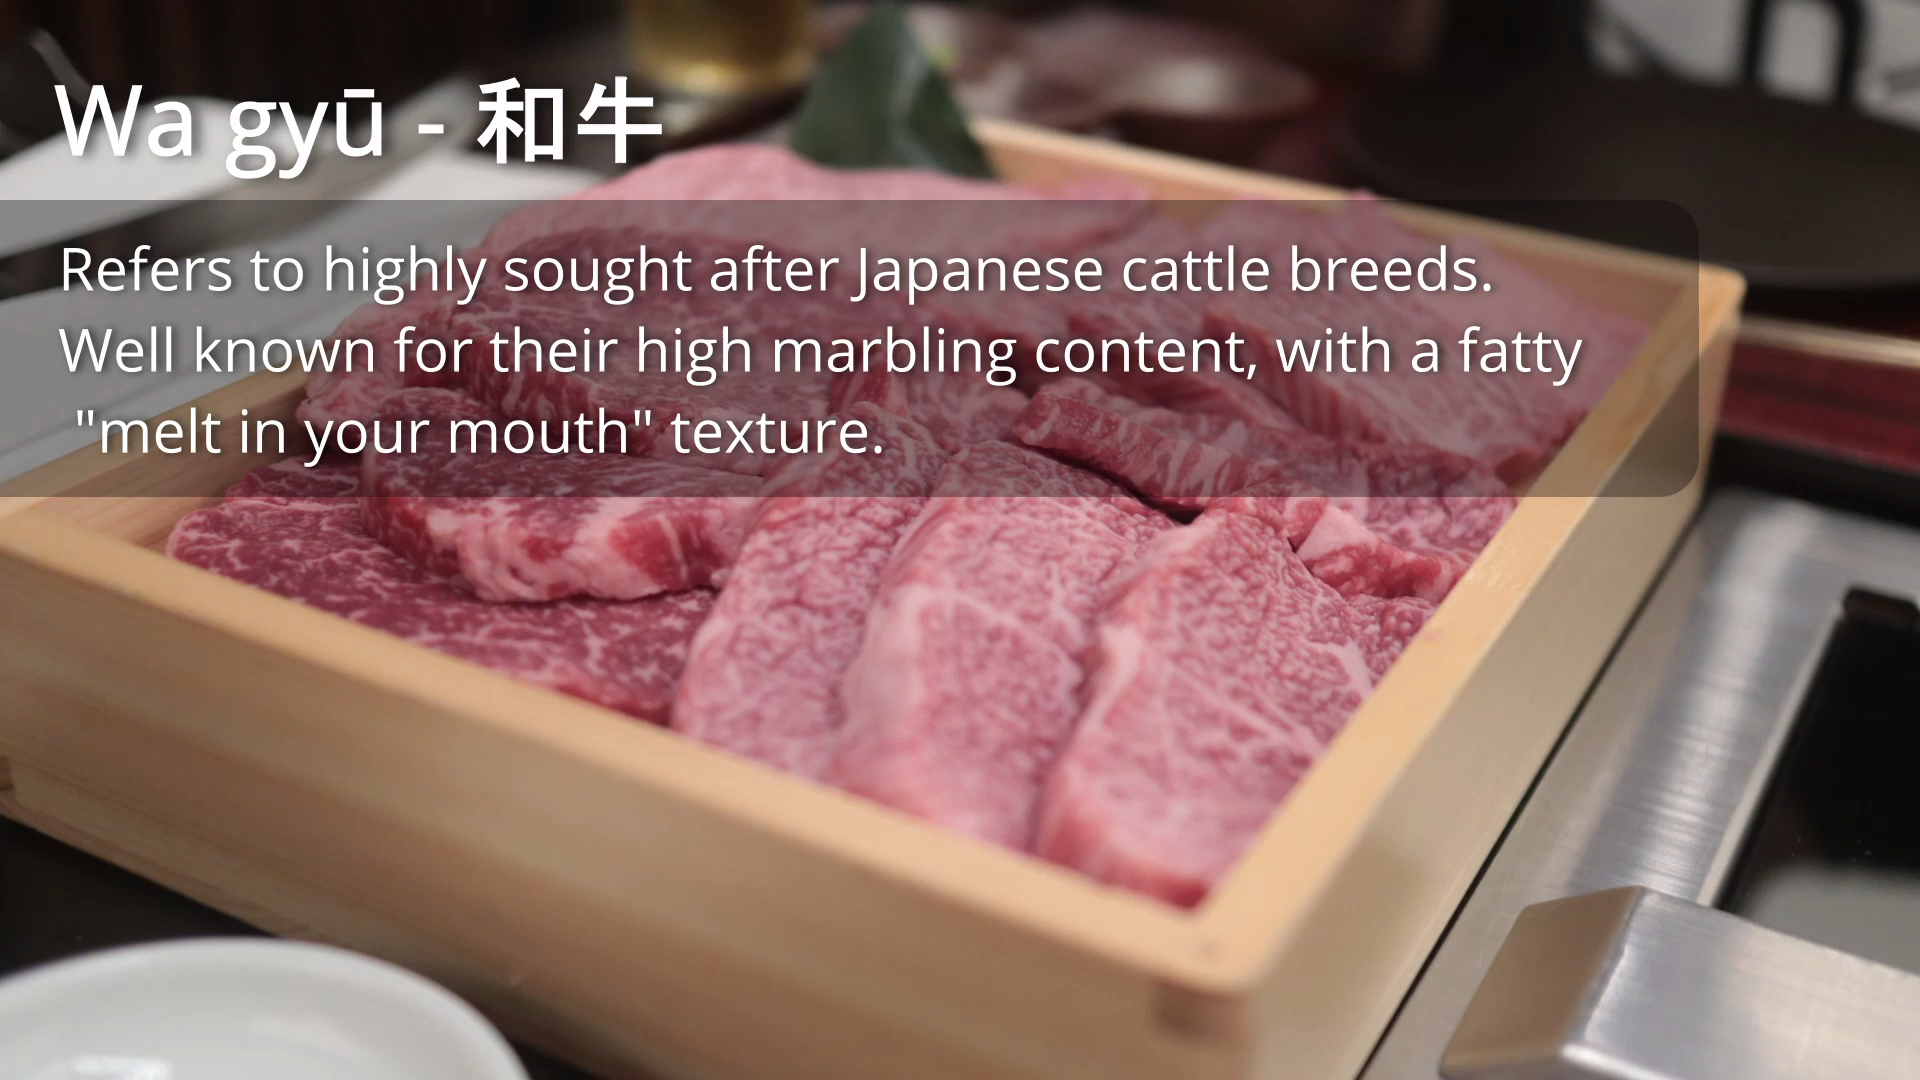 Wa gyū - 和牛
Refers to highly sought after Japanese cattle breeds.
Well known for their high marbling content, with a fatty
"melt in your mouth" texture.